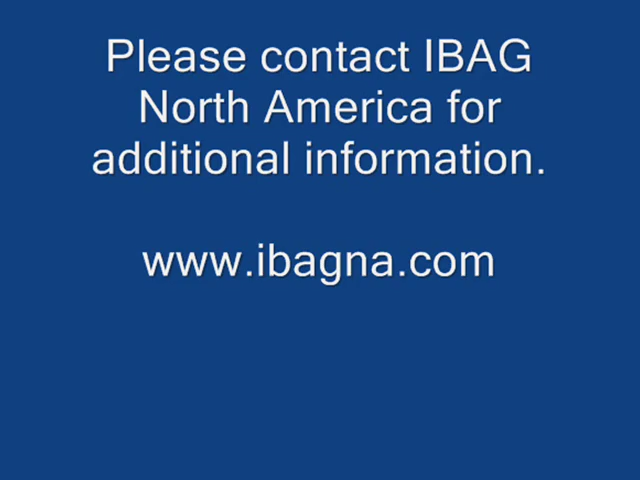 Please contact IBAG
North America for
additional information.
www.ibagna.com